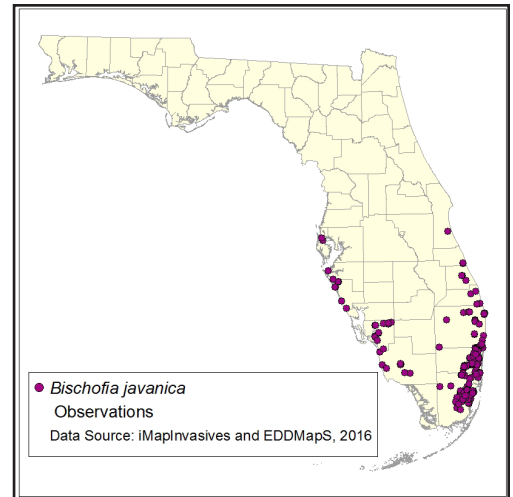 Bischofia javanica
Observations
Data Source: iMapInvasives and EDDMapS, 2016